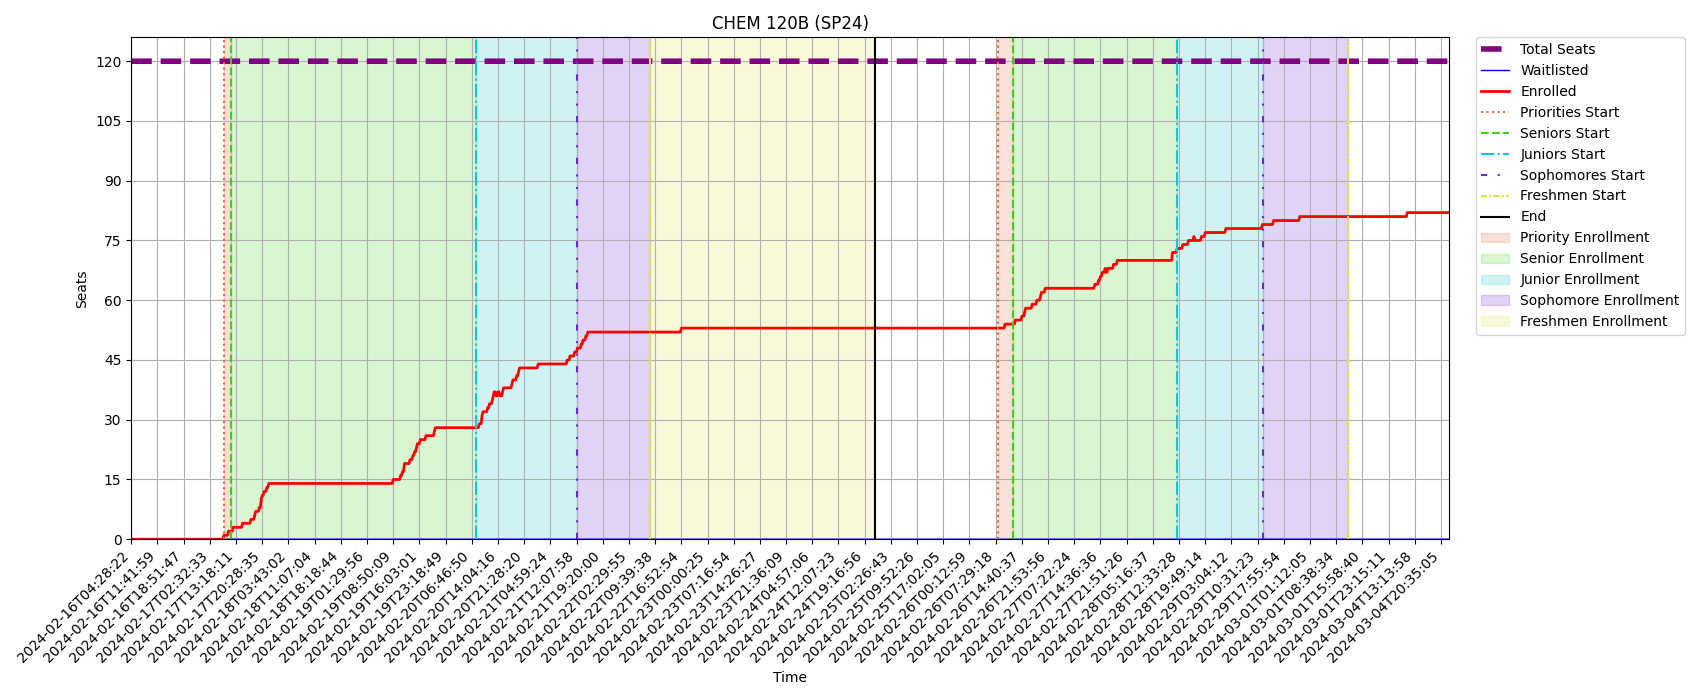 CHEM 120B (SP24)
Seats
120
105
90
75
60
45
30
15
0
2024-02-16T04:28:22
2024-02-16T11:41:59
2024-02-16T18:51:47
2024-02-17T02:32:33
2024-02-17T13:18:11
2024-02-17T20:28:35
2024-02-18T03:43:02
2024-02-18T11:07:04
2024-02-18T18:18:44
2024-02-19T01:29:56
2024-02-19T08:50:09
2024-02-19T16:03:01
2024-02-19T23:18:49
2024-02-20T06:46:50
2024-02-20T14:04:16
2024-02-20T21:28:20
2024-02-21T04:59:24
2024-02-21T12:07:58
2024-02-21T19:20:00
2024-02-22T02:29:55
2024-02-22T09:39:38
2024-02-22T16:52:54
2024-02-23T00:00:25
2024-02-23T07:16:54
2024-02-23T14:26:27
2024-02-23T21:36:09
2024-02-24T04:57:06
2024-02-24T12:07:23
2024-02-24T19:16:56
2024-02-25T02:26:43
2024-02-25T09:52:26
2024-02-25T17:02:05
2024-02-26T00:12:59
2024-02-26T07:29:18
2024-02-26T14:40:37
2024-02-26T21:53:56
2024-02-27T07:22:24
2024-02-27T14:36:36
2024-02-27T21:51:26
2024-02-28T05:16:37
2024-02-28T12:33:28
2024-02-28T19:49:14
2024-02-29T03:04:12
2024-02-29T10:31:23
2024-02-29T17:55:54
2024-03-01T01:12:05
2024-03-01T08:38:34
2024-03-01T15:58:40
2024-03-01T23:15:11
2024-03-04T13:13:58
2024-03-04T20:35:05
Time
Total Seats
Waitlisted
Enrolled
Priorities Start
Seniors Start
Juniors Start
Sophomores Start
Freshmen Start
End
Priority Enrollment
Senior Enrollment
Junior Enrollment
Sophomore Enrollment
Freshmen Enrollment